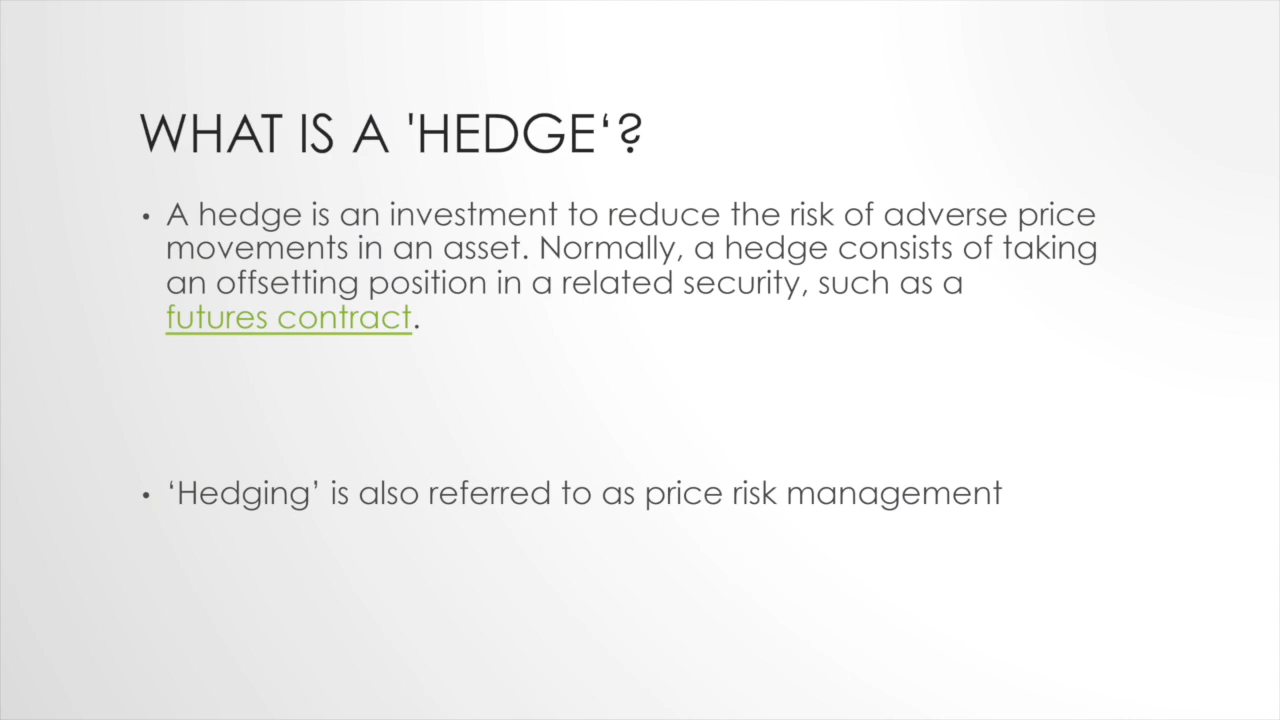 WHAT IS A 'HEDGE‘?
• A hedge is an investment to reduce the risk of adverse price
movements in an asset. Normally, a hedge consists of taking
an offsetting position in a related security, such as a
futures contract.
• ‘Hedging’ is also referred to as price risk management